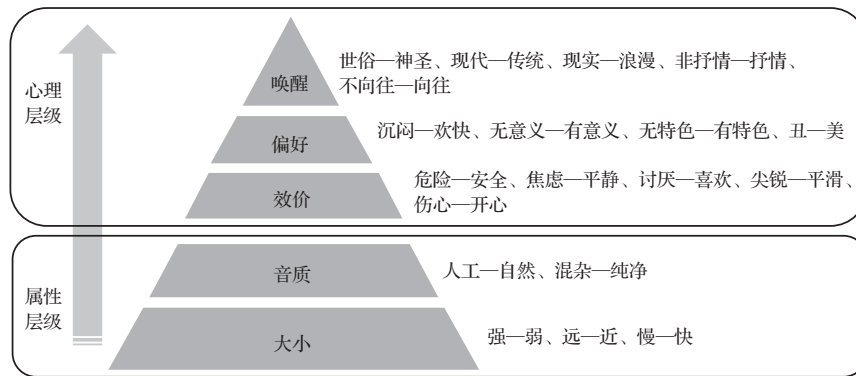 心理
层级
唤醒
世俗—神圣、现代—传统、现实—浪漫、非抒情—抒情、
不向往—向往
偏好
沉闷—欢快、无意义—有意义、无特色—有特色、丑—美
效价
危险—安全、焦虑—平静、讨厌—喜欢、尖锐—平滑、
伤心—开心
属性
层级
音质
人工—自然、混杂—纯净
大小
强—弱、远—近、慢—快